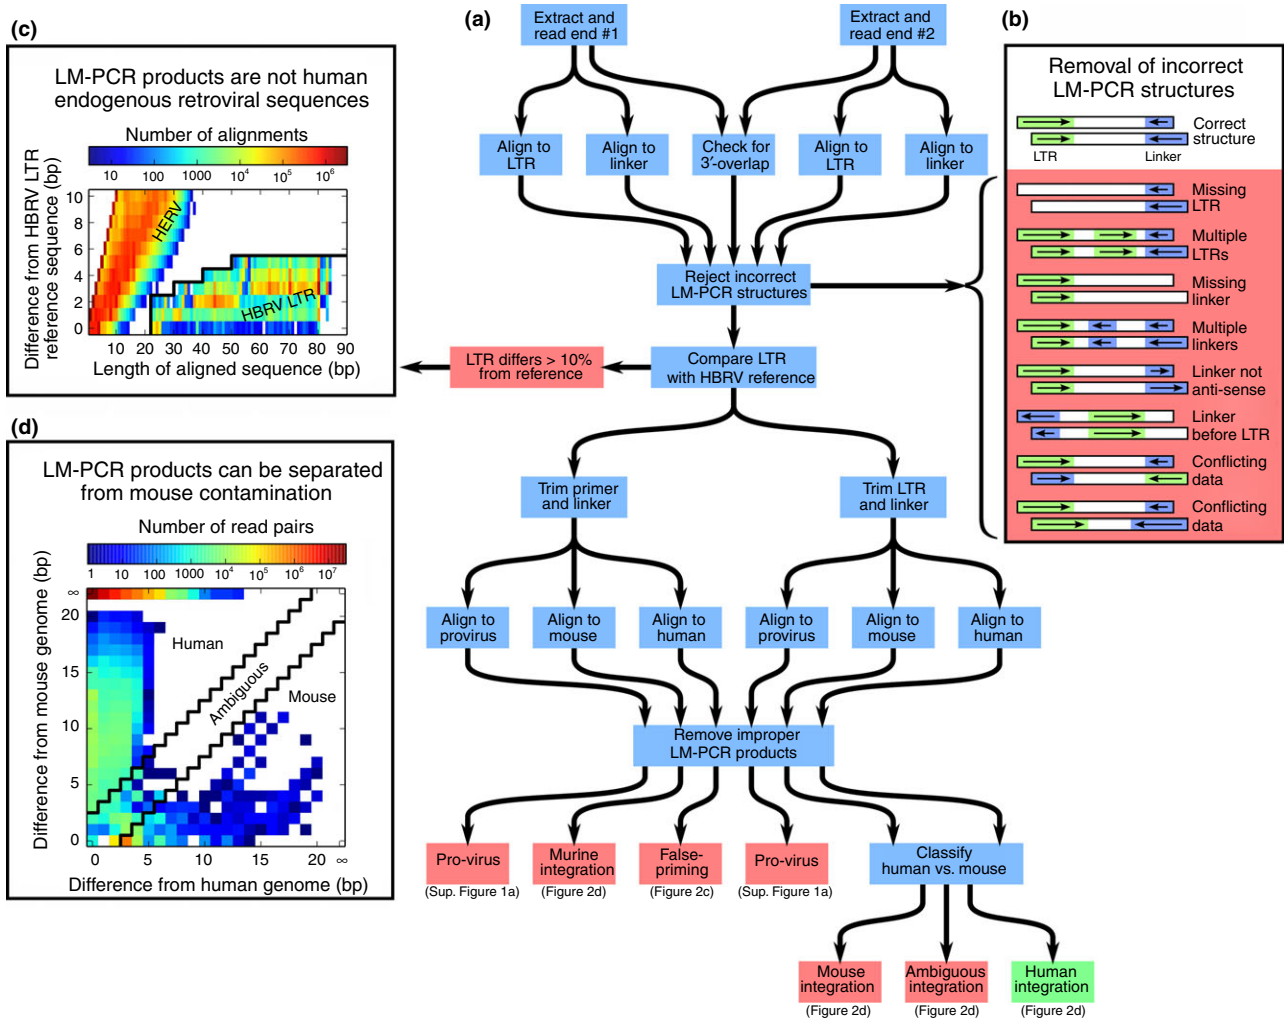 (c)
LM-PCR products are not human
endogenous retroviral sequences
Number of alignments
10 100 1000 10⁴ 10⁵ 10⁶
Difference from HBRV LTR
reference sequence (bp)
10
8
6
4
2
0
HERV
HBRV LTR
10 20 30 40 50 60 70 80 90
Length of aligned sequence (bp)
(d)
LM-PCR products can be separated
from mouse contamination
Number of read pairs
1 10 100 1000 10⁴ 10⁵ 10⁶ 10⁷
Difference from mouse genome (bp)
∞
20
15
10
5
0
Human
Ambiguous
Mouse
0 5 10 15 20 ∞
Difference from human genome (bp)
(a)
Extract and
read end #1
Extract and
read end #2
Align to
LTR
Align to
linker
Check for
3′-overlap
Align to
LTR
Align to
linker
Reject incorrect
LM-PCR structures
LTR differs > 10%
from reference
Compare LTR
with HBRV reference
Trim primer
and linker
Trim LTR
and linker
Align to
provirus
Align to
mouse
Align to
human
Align to
provirus
Align to
mouse
Align to
human
Remove improper
LM-PCR products
Pro-virus
(Sup. Figure 1a)
Murine
integration
(Figure 2d)
False-
priming
(Figure 2c)
Pro-virus
(Sup. Figure 1a)
Classify
human vs. mouse
Mouse
integration
(Figure 2d)
Ambiguous
integration
(Figure 2d)
Human
integration
(Figure 2d)
(b)
Removal of incorrect
LM-PCR structures
Correct
structure
LTR Linker
Missing
LTR
Multiple
LTRs
Missing
linker
Multiple
linkers
Linker not
anti-sense
Linker
before LTR
Conflicting
data
Conflicting
data